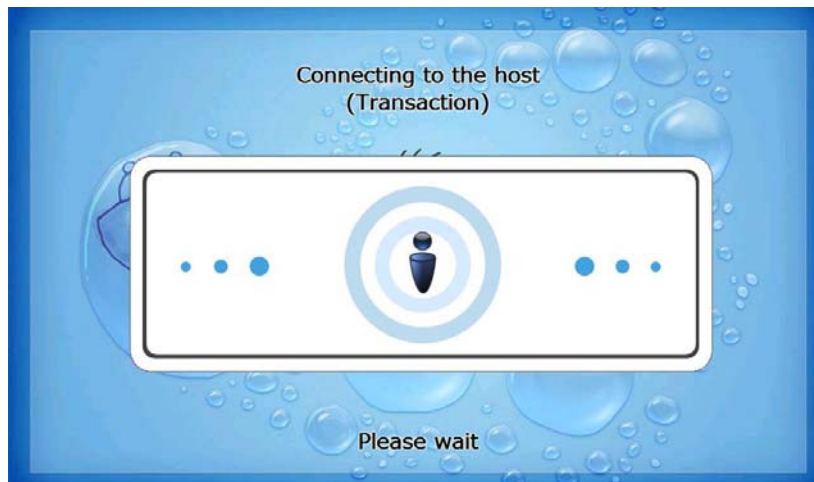 Connecting to the host
(Transaction)
Please wait